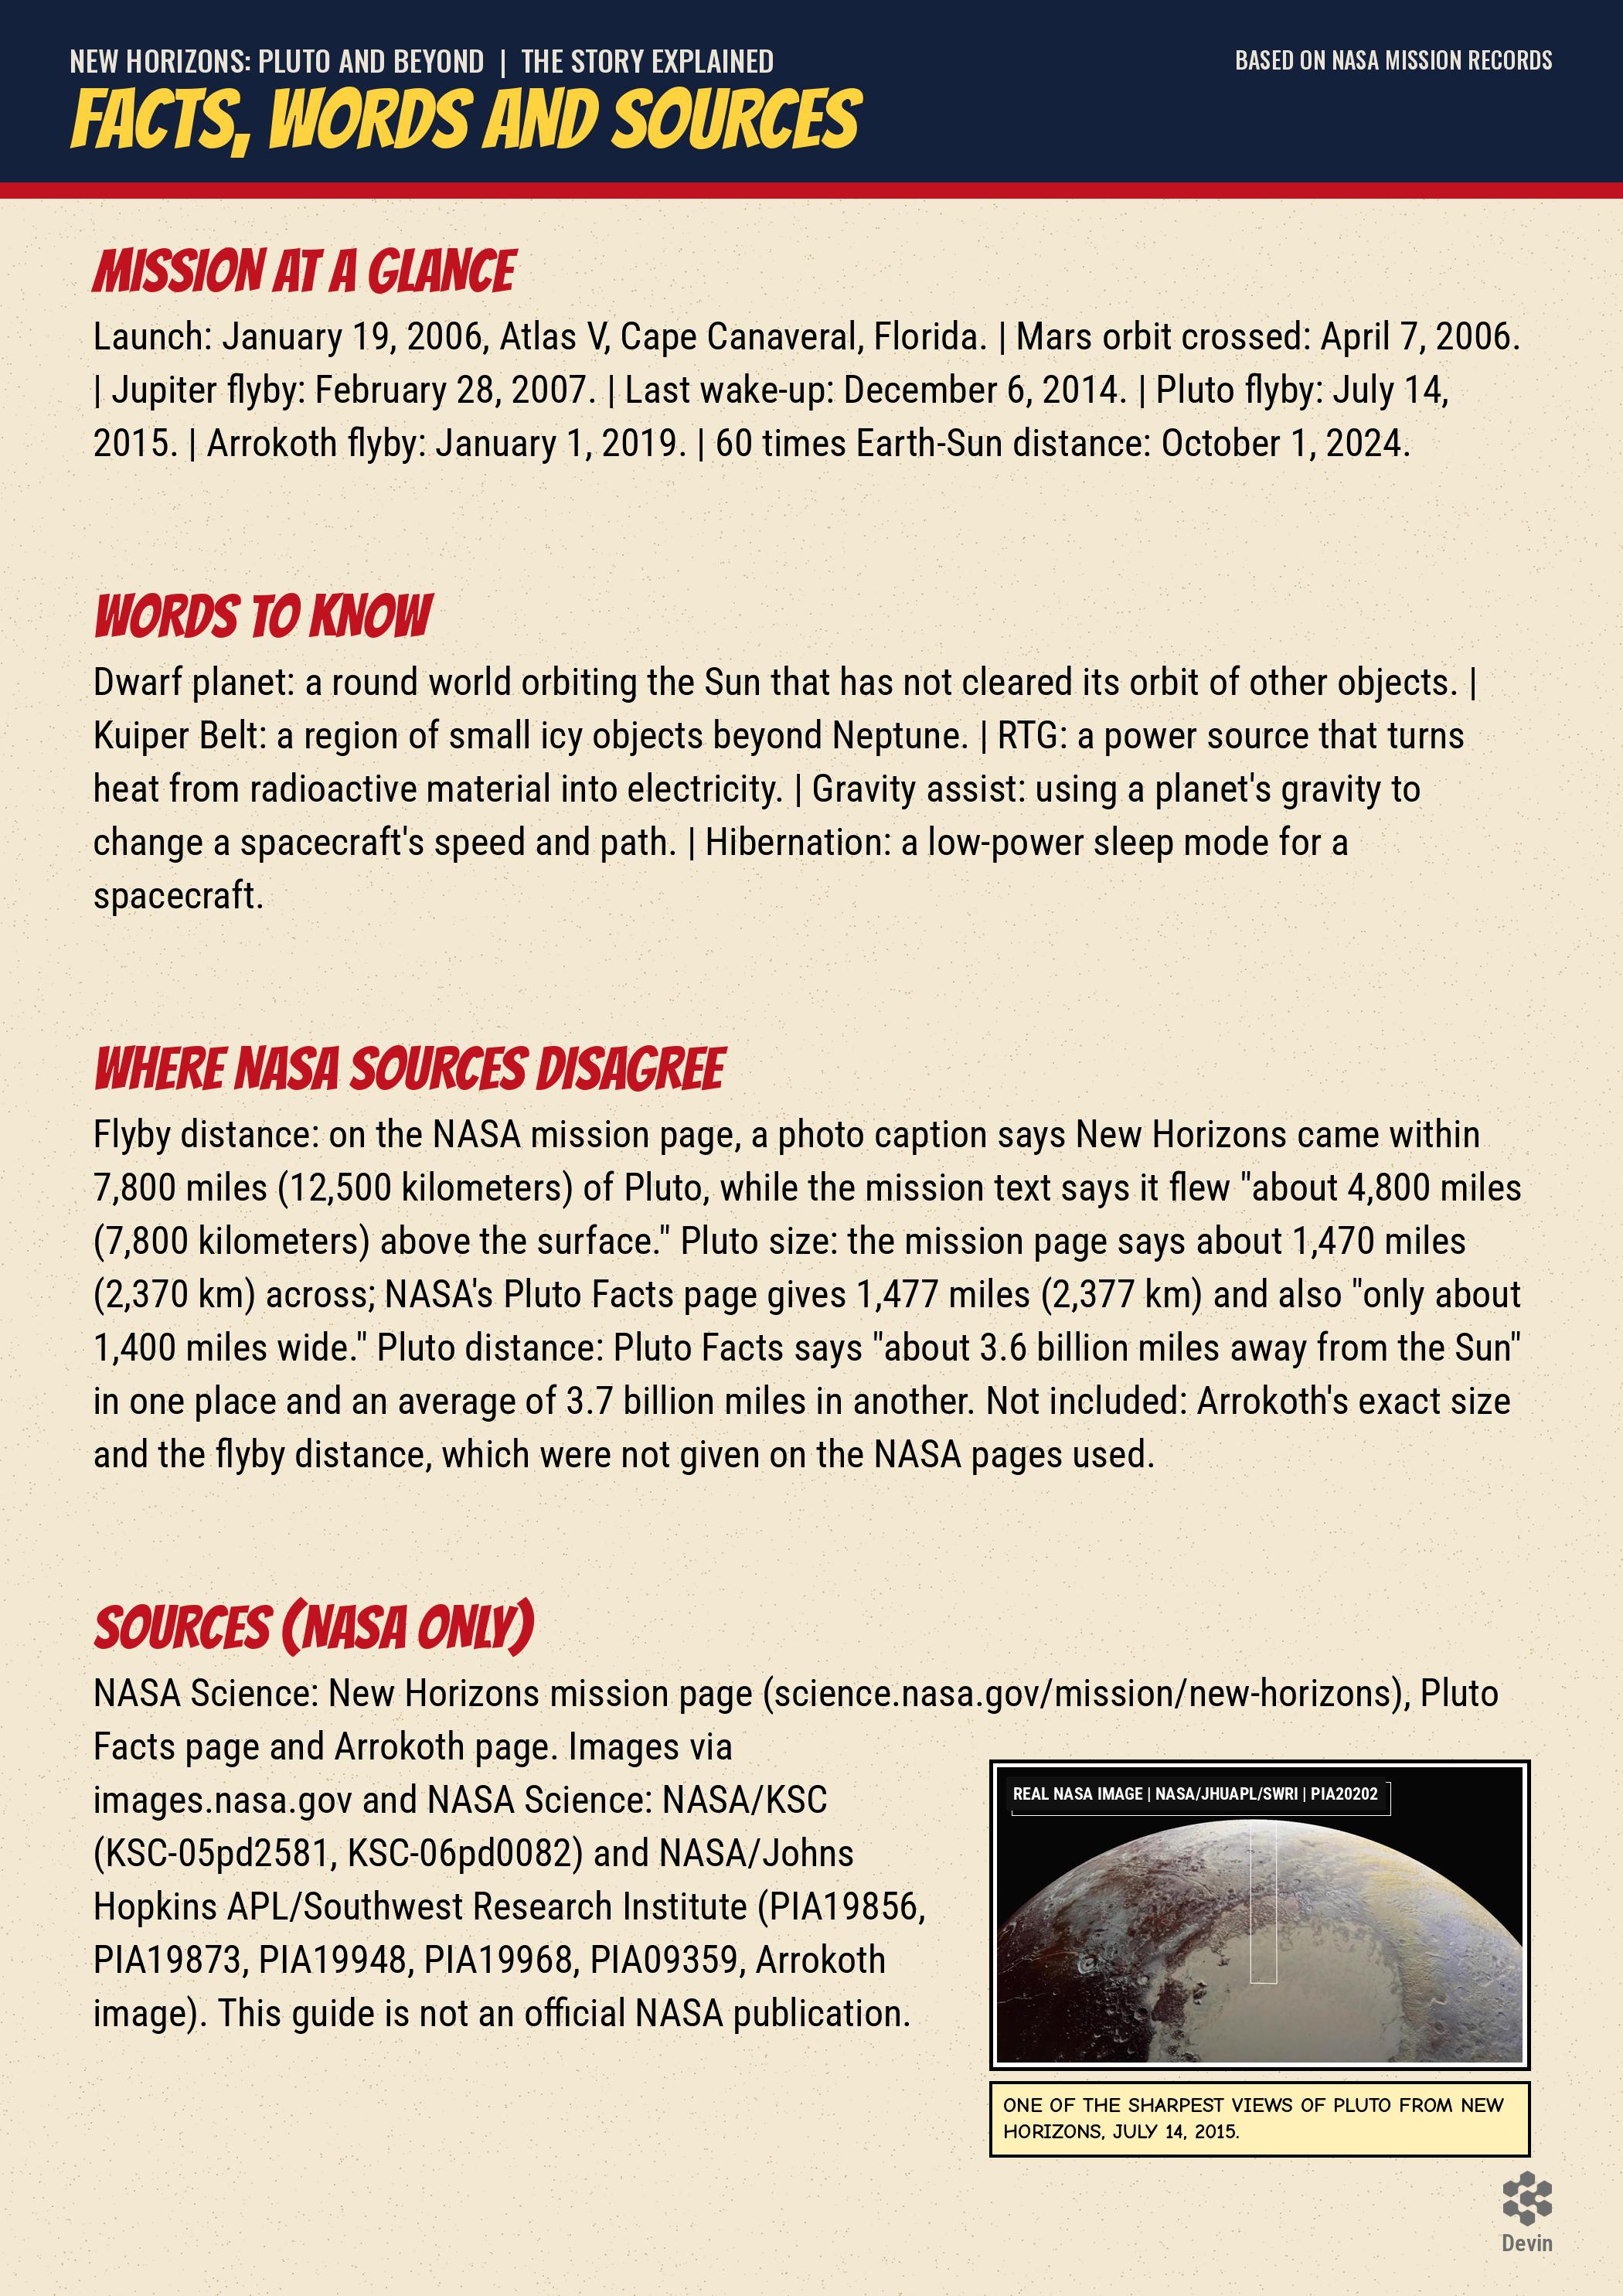 NEW HORIZONS: PLUTO AND BEYOND | THE STORY EXPLAINED
BASED ON NASA MISSION RECORDS
FACTS, WORDS AND SOURCES
MISSION AT A GLANCE
Launch: January 19, 2006, Atlas V, Cape Canaveral, Florida. | Mars orbit crossed: April 7, 2006.
| Jupiter flyby: February 28, 2007. | Last wake-up: December 6, 2014. | Pluto flyby: July 14,
2015. | Arrokoth flyby: January 1, 2019. | 60 times Earth-Sun distance: October 1, 2024.
WORDS TO KNOW
Dwarf planet: a round world orbiting the Sun that has not cleared its orbit of other objects. |
Kuiper Belt: a region of small icy objects beyond Neptune. | RTG: a power source that turns
heat from radioactive material into electricity. | Gravity assist: using a planet's gravity to
change a spacecraft's speed and path. | Hibernation: a low-power sleep mode for a
spacecraft.
WHERE NASA SOURCES DISAGREE
Flyby distance: on the NASA mission page, a photo caption says New Horizons came within
7,800 miles (12,500 kilometers) of Pluto, while the mission text says it flew "about 4,800 miles
(7,800 kilometers) above the surface." Pluto size: the mission page says about 1,470 miles
(2,370 km) across; NASA's Pluto Facts page gives 1,477 miles (2,377 km) and also "only about
1,400 miles wide." Pluto distance: Pluto Facts says "about 3.6 billion miles away from the Sun"
in one place and an average of 3.7 billion miles in another. Not included: Arrokoth's exact size
and the flyby distance, which were not given on the NASA pages used.
SOURCES (NASA ONLY)
NASA Science: New Horizons mission page (science.nasa.gov/mission/new-horizons), Pluto
Facts page and Arrokoth page. Images via
images.nasa.gov and NASA Science: NASA/KSC
(KSC-05pd2581, KSC-06pd0082) and NASA/Johns
Hopkins APL/Southwest Research Institute (PIA19856,
PIA19873, PIA19948, PIA19968, PIA09359, Arrokoth
image). This guide is not an official NASA publication.
REAL NASA IMAGE | NASA/JHUAPL/SWRI | PIA20202
ONE OF THE SHARPEST VIEWS OF PLUTO FROM NEW
HORIZONS, JULY 14, 2015.
Devin